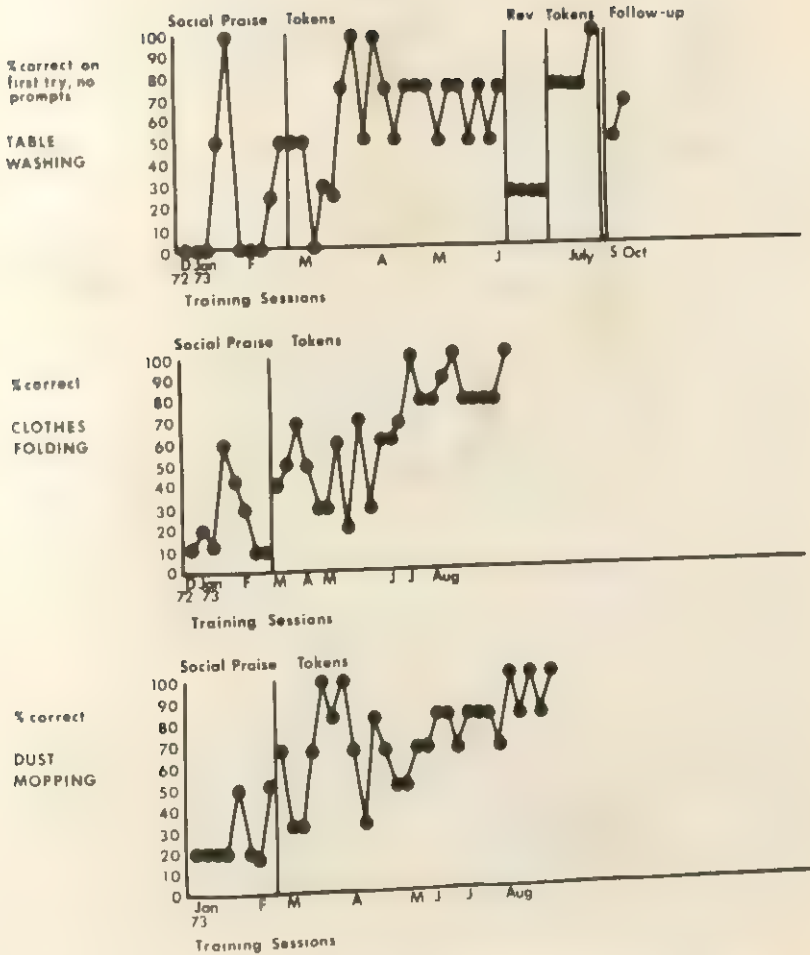 Social Praise Tokens Rev Tokens Follow-up
100
90
80
70
60
50
40
30
20
10
0
% correct on
first try, no
prompts
TABLE
WASHING
D Jan F M A M J July S Oct
72 73
Training Sessions
Social Praise Tokens
100
90
80
70
60
50
40
30
20
10
0
% correct
CLOTHES
FOLDING
D Jan F M A M J J Aug
72 73
Training Sessions
Social Praise Tokens
100
90
80
70
60
50
40
30
20
10
0
% correct
DUST
MOPPING
Jan F M A M J J Aug
73
Training Sessions